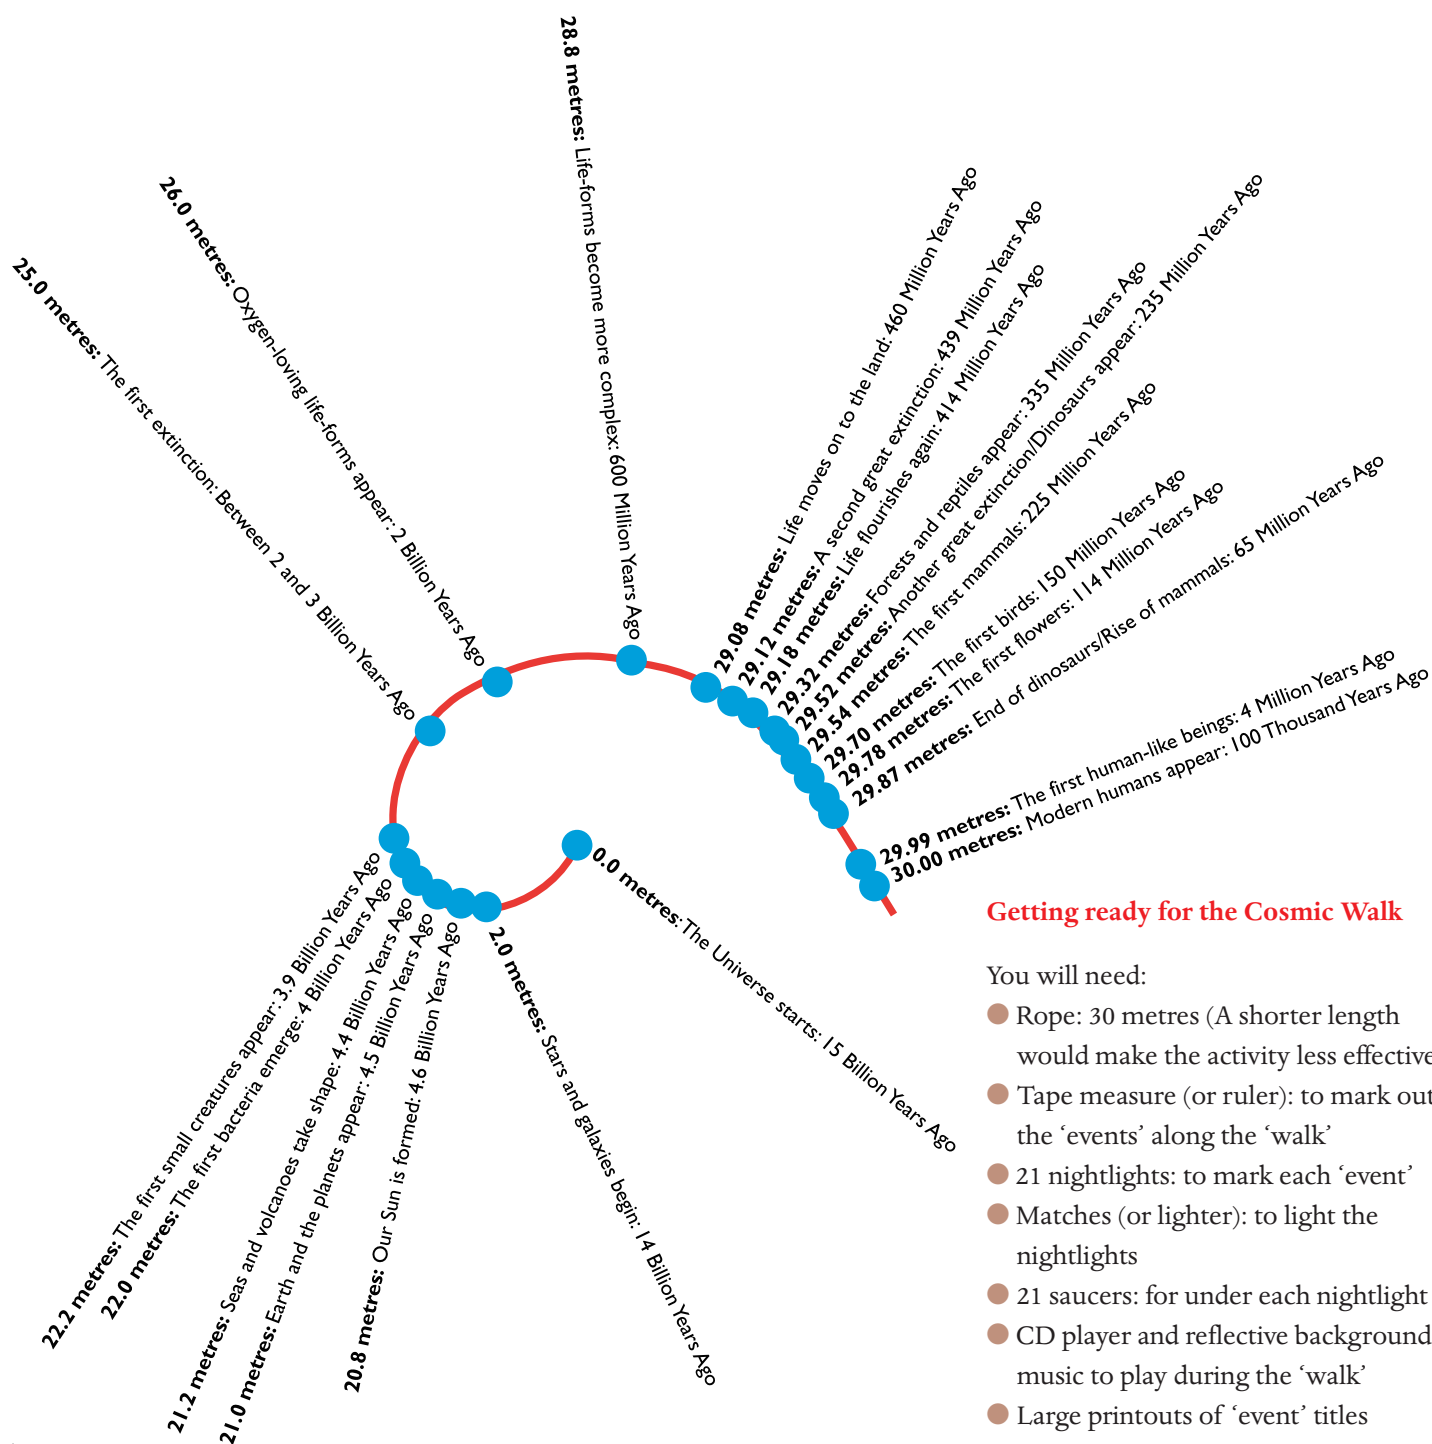 0.0 metres: The Universe starts: 15 Billion Years Ago
2.0 metres: Stars and galaxies begin: 14 Billion Years Ago
20.8 metres: Our Sun is formed: 4.6 Billion Years Ago
21.0 metres: Earth and the planets appear: 4.5 Billion Years Ago
21.2 metres: Seas and volcanoes take shape: 4.4 Billion Years Ago
22.0 metres: The first bacteria emerge: 4 Billion Years Ago
22.2 metres: The first small creatures appear: 3.9 Billion Years Ago
25.0 metres: The first extinction: Between 2 and 3 Billion Years Ago
26.0 metres: Oxygen-loving life-forms appear: 2 Billion Years Ago
28.8 metres: Life-forms become more complex: 600 Million Years Ago
29.08 metres: Life moves on to the land: 460 Million Years Ago
29.12 metres: A second great extinction: 439 Million Years Ago
29.18 metres: Life flourishes again: 414 Million Years Ago
29.32 metres: Forests and reptiles appear: 335 Million Years Ago
29.52 metres: Another great extinction/Dinosaurs appear: 235 Million Years Ago
29.54 metres: The first mammals: 225 Million Years Ago
29.70 metres: The first birds: 150 Million Years Ago
29.78 metres: The first flowers: 114 Million Years Ago
29.87 metres: End of dinosaurs/Rise of mammals: 65 Million Years Ago
29.99 metres: The first human-like beings: 4 Million Years Ago
30.00 metres: Modern humans appear: 100 Thousand Years Ago
Getting ready for the Cosmic Walk
You will need:
Rope: 30 metres (A shorter length
would make the activity less effective
Tape measure (or ruler): to mark out
the ‘events’ along the ‘walk’
21 nightlights: to mark each ‘event’
Matches (or lighter): to light the
nightlights
21 saucers: for under each nightlight
CD player and reflective background
music to play during the ‘walk’
Large printouts of ‘event’ titles